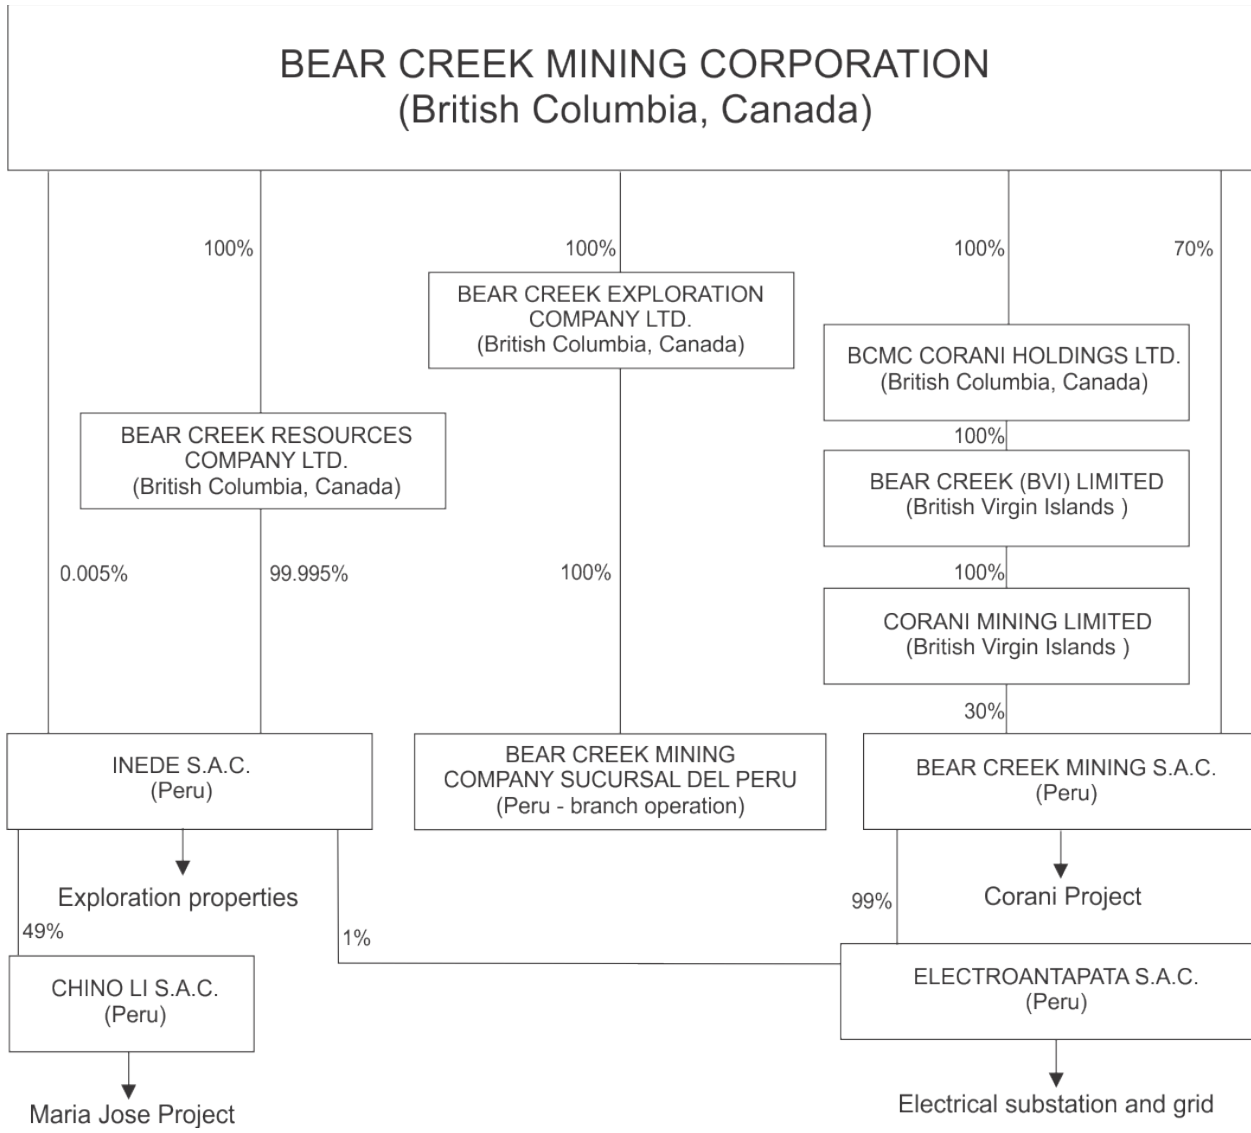 BEAR CREEK MINING CORPORATION
(British Columbia, Canada)
100%
100%
100%
70%
BEAR CREEK EXPLORATION
COMPANY LTD.
(British Columbia, Canada)
BCMC CORANI HOLDINGS LTD.
(British Columbia, Canada)
BEAR CREEK RESOURCES
COMPANY LTD.
(British Columbia, Canada)
100%
BEAR CREEK (BVI) LIMITED
(British Virgin Islands )
0.005%
99.995%
100%
100%
CORANI MINING LIMITED
(British Virgin Islands )
30%
INEDE S.A.C.
(Peru)
BEAR CREEK MINING
COMPANY SUCURSAL DEL PERU
(Peru - branch operation)
BEAR CREEK MINING S.A.C.
(Peru)
Exploration properties
99%
Corani Project
49%
1%
CHINO LI S.A.C.
(Peru)
ELECTROANTAPATA S.A.C.
(Peru)
Maria Jose Project
Electrical substation and grid